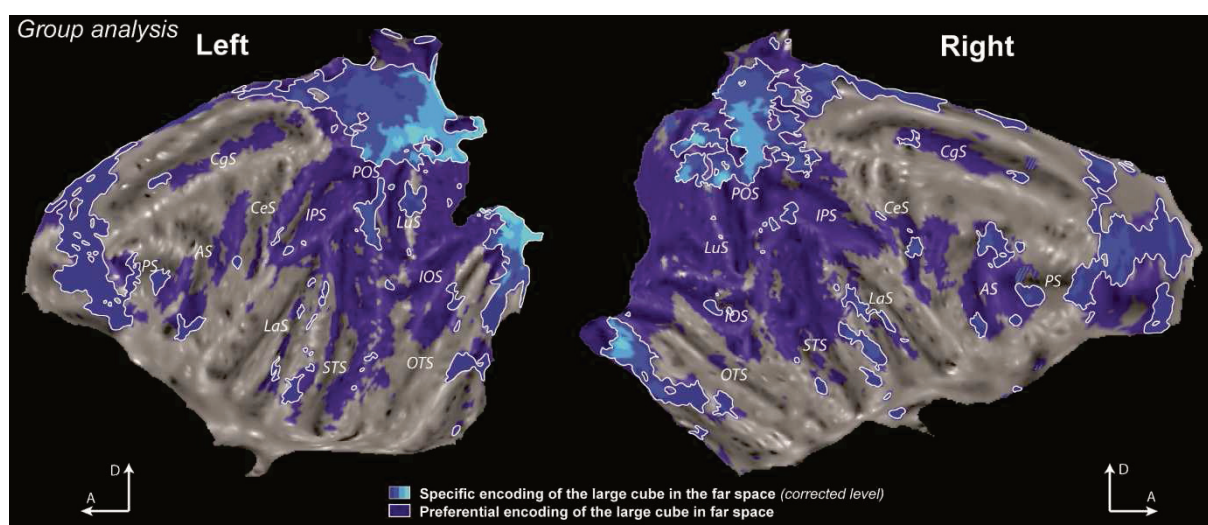 Group analysis
Left
Right
CgS
POS
CeS
IPS
LuS
AS
PS
IOS
LaS
STS
OTS
CgS
POS
CeS
IPS
LuS
AS
PS
IOS
LaS
STS
OTS
D
A
D
A
Specific encoding of the large cube in the far space (corrected level)
Preferential encoding of the large cube in far space